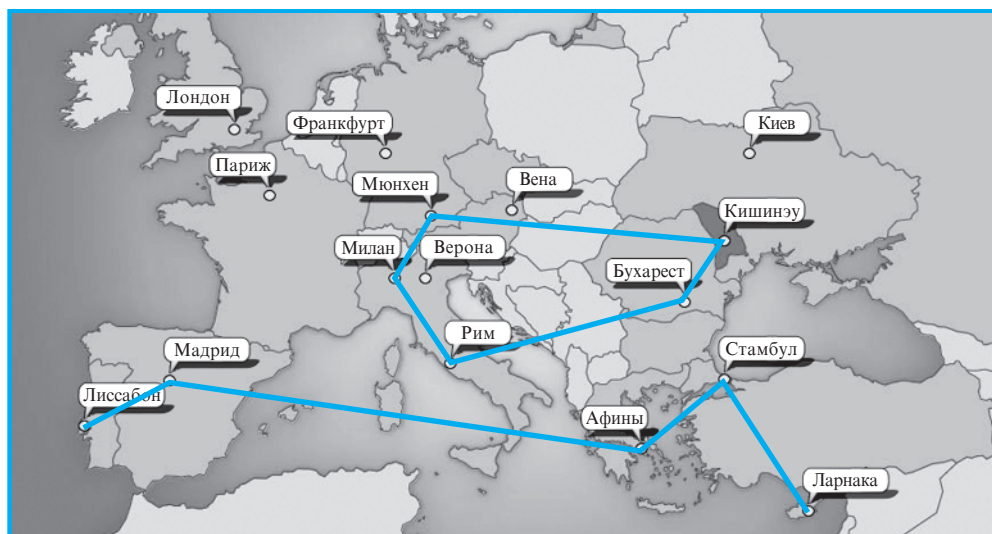 Лондон
Франкфурт
Киев
Париж
Мюнхен
Вена
Кишинэу
Милан
Верона
Бухарест
Рим
Мадрид
Стамбул
Лиссабон
Афины
Ларнака